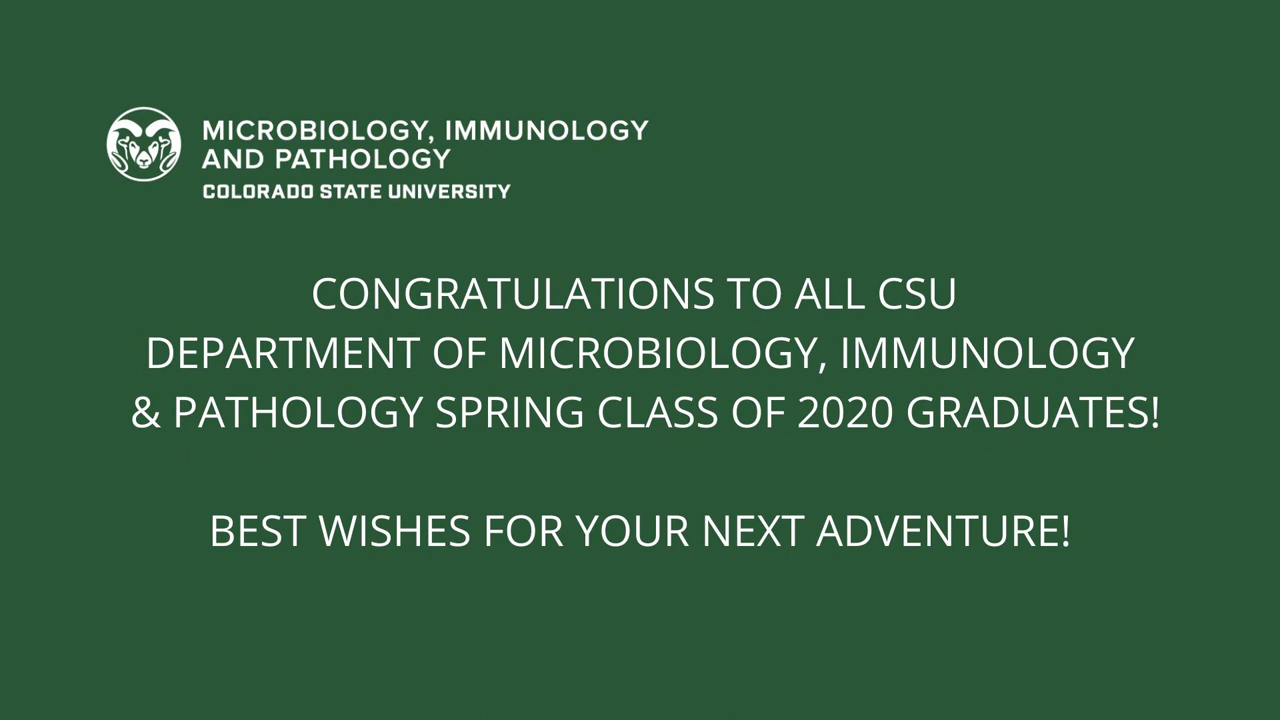 MICROBIOLOGY, IMMUNOLOGY
AND PATHOLOGY
COLORADO STATE UNIVERSITY
CONGRATULATIONS TO ALL CSU
DEPARTMENT OF MICROBIOLOGY, IMMUNOLOGY
& PATHOLOGY SPRING CLASS OF 2020 GRADUATES!
BEST WISHES FOR YOUR NEXT ADVENTURE!